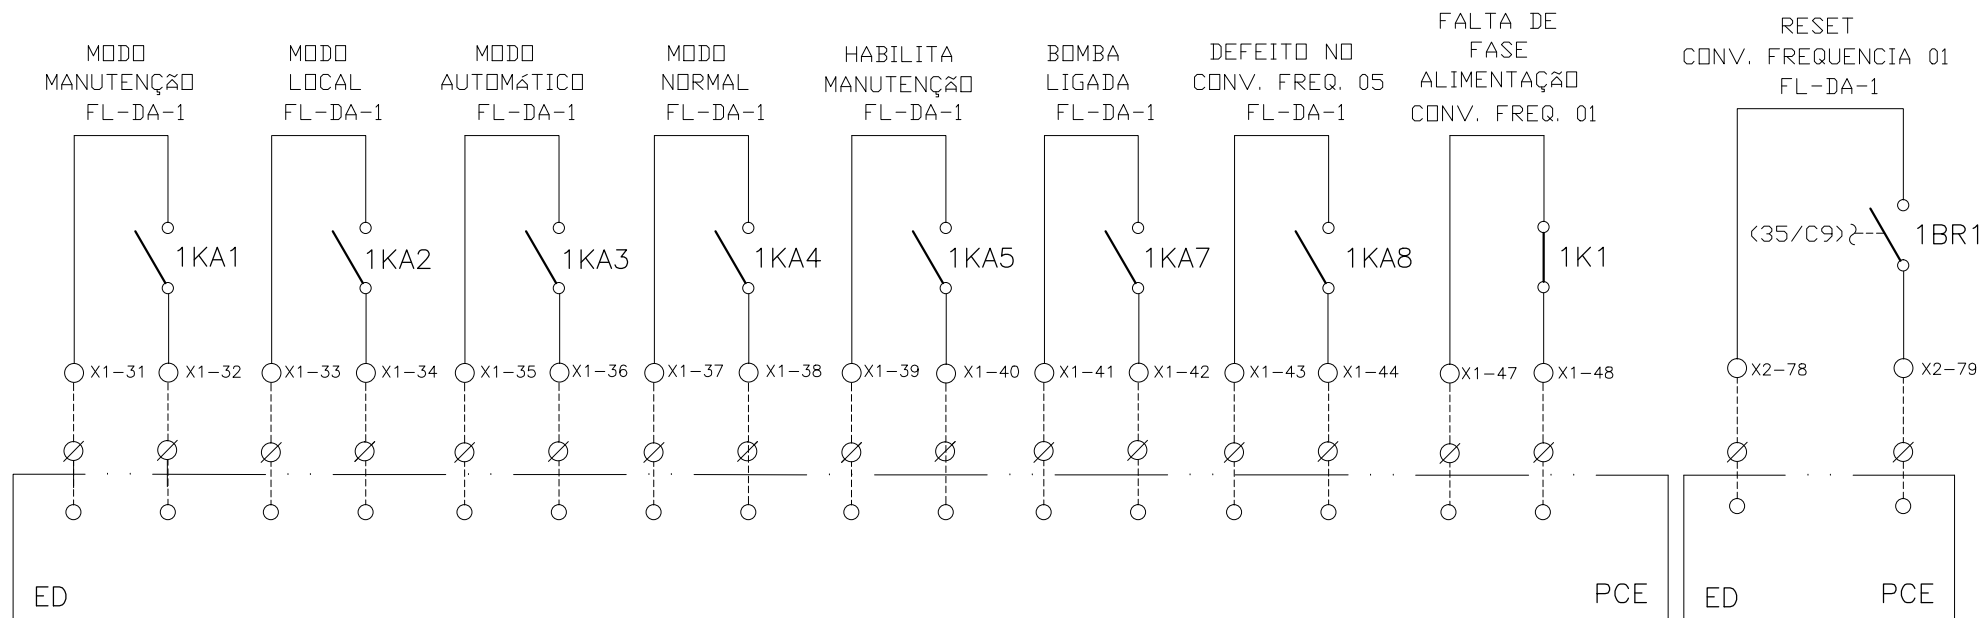 MODO
MANUTENÇÃO
FL-DA-1
MODO
LOCAL
FL-DA-1
MODO
AUTOMÁTICO
FL-DA-1
MODO
NORMAL
FL-DA-1
HABILITA
MANUTENÇÃO
FL-DA-1
BOMBA
LIGADA
FL-DA-1
DEFEITO NO
CONV. FREQ. 05
FL-DA-1
FALTA DE
FASE
ALIMENTAÇÃO
CONV. FREQ. 01
RESET
CONV. FREQUENCIA 01
FL-DA-1
1KA1
1KA2
1KA3
1KA4
1KA5
1KA7
1KA8
1K1
(35/C9)
1BR1
X1-31
X1-32
X1-33
X1-34
X1-35
X1-36
X1-37
X1-38
X1-39
X1-40
X1-41
X1-42
X1-43
X1-44
X1-47
X1-48
X2-78
X2-79
ED
PCE
ED
PCE